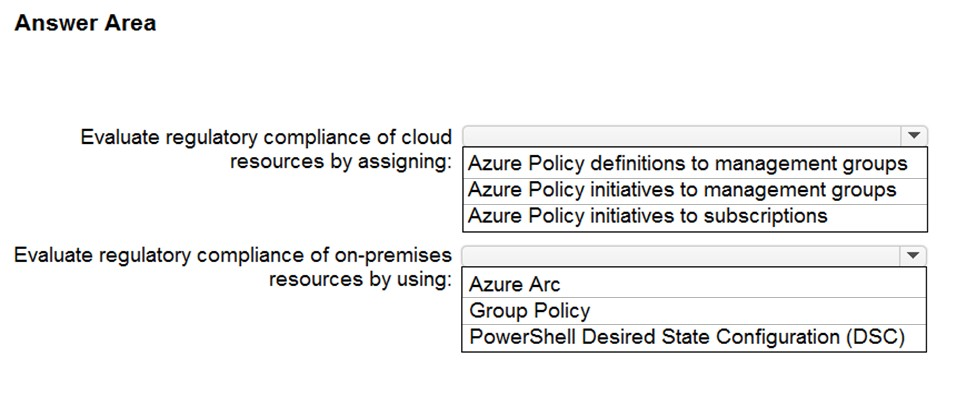 Answer Area
Evaluate regulatory compliance of cloud
resources by assigning:
Azure Policy definitions to management groups
Azure Policy initiatives to management groups
Azure Policy initiatives to subscriptions
Evaluate regulatory compliance of on-premises
resources by using:
Azure Arc
Group Policy
PowerShell Desired State Configuration (DSC)